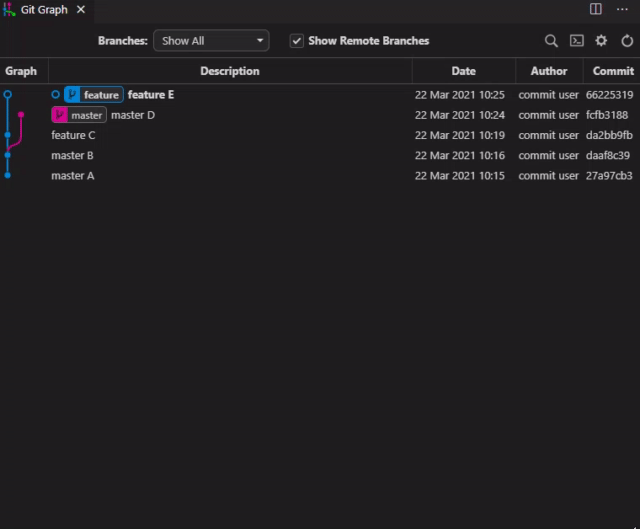 Git Graph
Branches: Show All Show Remote Branches
Graph Description Date Author Commit
feature feature E 22 Mar 2021 10:25 commit user 66225319
master master D 22 Mar 2021 10:24 commit user fcfb3188
feature C 22 Mar 2021 10:19 commit user da2bb9fb
master B 22 Mar 2021 10:16 commit user daaf8c39
master A 22 Mar 2021 10:15 commit user 27a97cb3